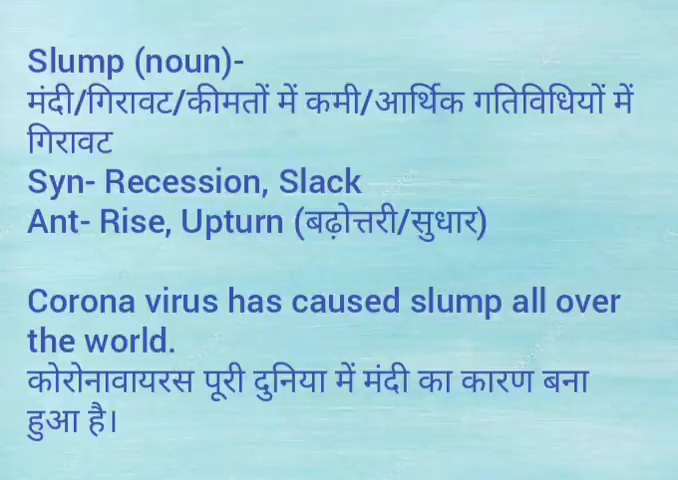 Slump (noun)-
मंदी/गिरावट/कीमतों में कमी/आर्थिक गतिविधियों में
गिरावट
Syn- Recession, Slack
Ant- Rise, Upturn (बढ़ोत्तरी/सुधार)
Corona virus has caused slump all over
the world.
कोरोनावायरस पूरी दुनिया में मंदी का कारण बना
हुआ है।